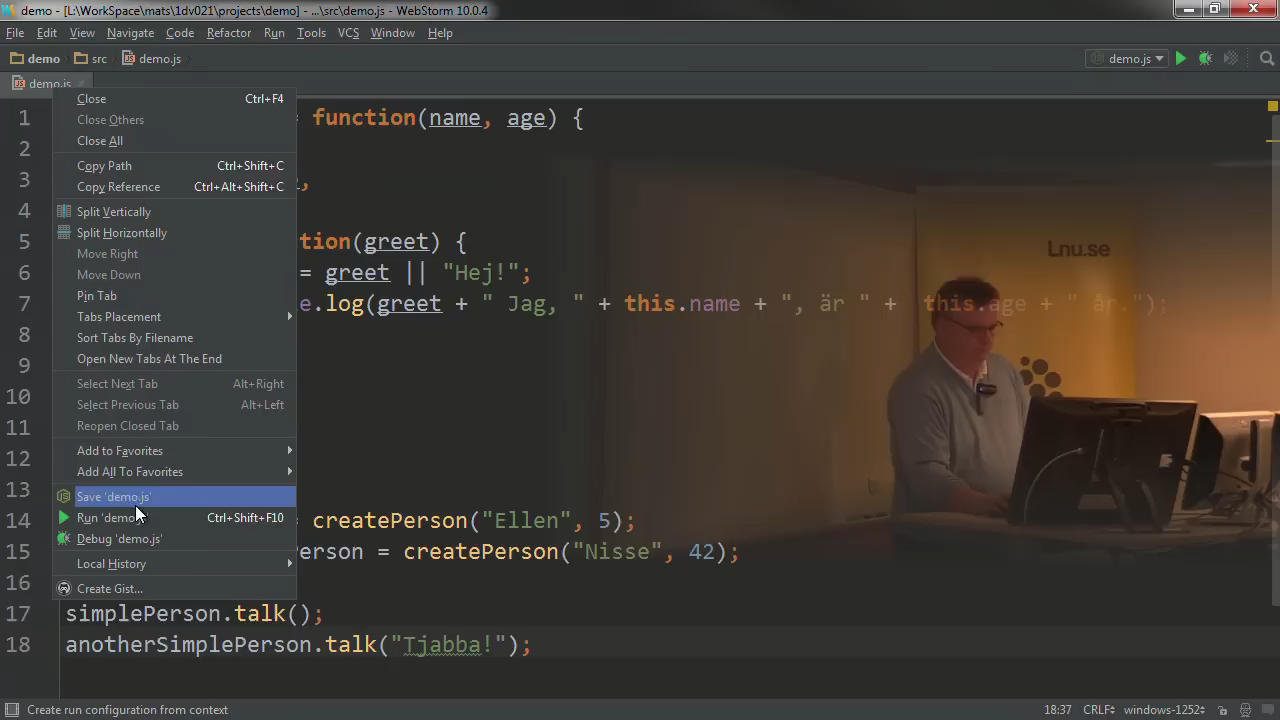 demo - [L:\WorkSpace\mats\1dv021\projects\demo] - ...\src\demo.js - WebStorm 10.0.4
File Edit View Navigate Code Refactor Run Tools VCS Window Help
demo src demo.js demo.js
demo.js
Close Ctrl+F4
Close Others
Close All
Copy Path Ctrl+Shift+C
Copy Reference Ctrl+Alt+Shift+C
Split Vertically
Split Horizontally
Move Right
Move Down
Pin Tab
Tabs Placement
Sort Tabs By Filename
Open New Tabs At The End
Select Next Tab Alt+Right
Select Previous Tab Alt+Left
Reopen Closed Tab
Add to Favorites
Add All To Favorites
Save 'demo.js'
Run 'demo Ctrl+Shift+F10
Debug 'demo.js'
Local History
Create Gist...
1 function(name, age) {
2
3 ,
4
5 tion(greet) {
6 = greet || "Hej!";
7 e.log(greet + " Jag, " + this.name + ", är " + this.age + " år.");
8
9
10
11
12
13
14 createPerson("Ellen", 5);
15 erson = createPerson("Nisse", 42);
16
17 simplePerson.talk();
18 anotherSimplePerson.talk("Tjabba!");
Lnu.se
Create run configuration from context 18:37 CRLF windows-1252